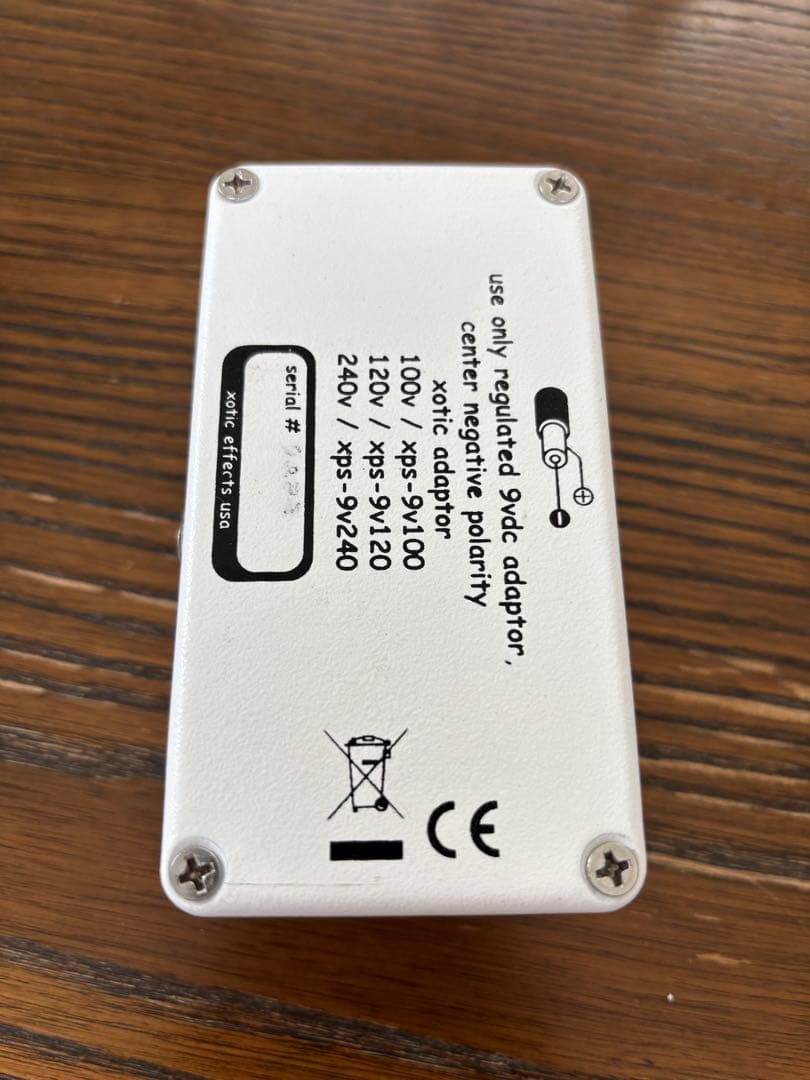 use only regulated 9vdc adaptor,
center negative polarity
xotic adaptor
100v / xps-9v100
120v / xps-9v120
240v / xps-9v240
serial #
xotic effects usa
CE